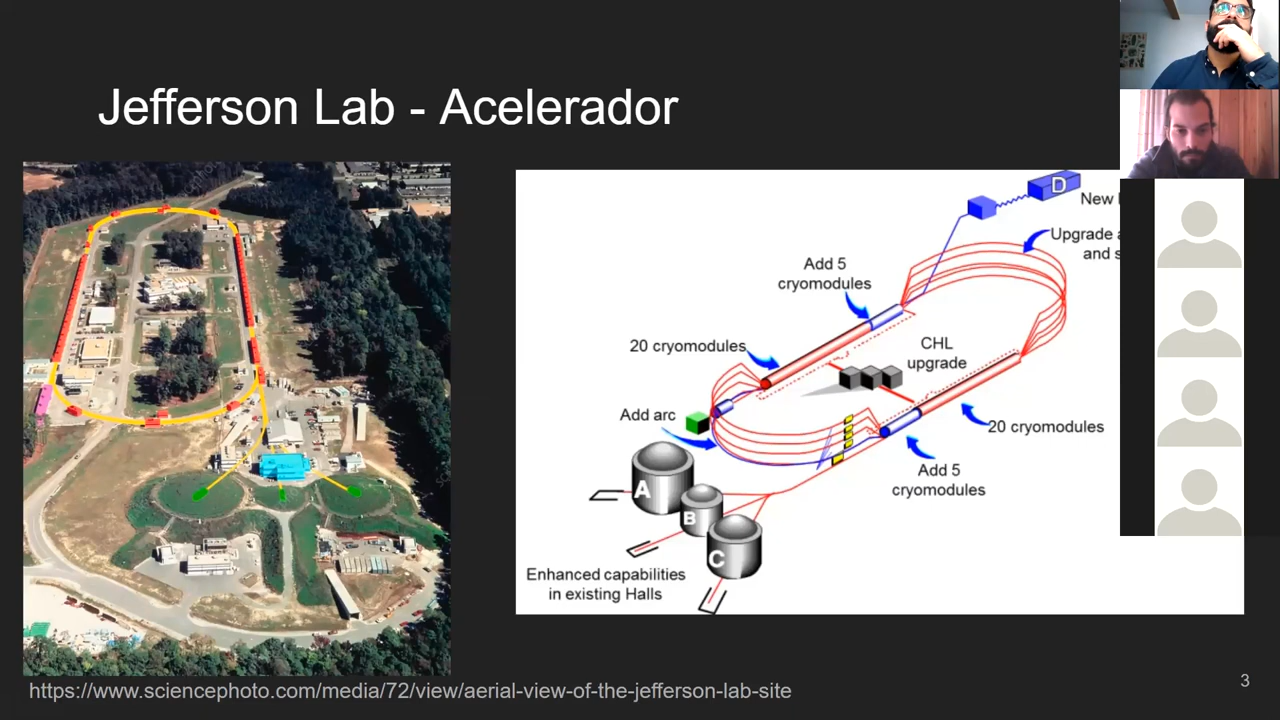 Jefferson Lab - Acelerador
D
New
Upgrade
and
Add 5
cryomodules
20 cryomodules
CHL
upgrade
Add arc
20 cryomodules
Add 5
cryomodules
A
B
C
Enhanced capabilities
in existing Halls
https://www.sciencephoto.com/media/72/view/aerial-view-of-the-jefferson-lab-site
3